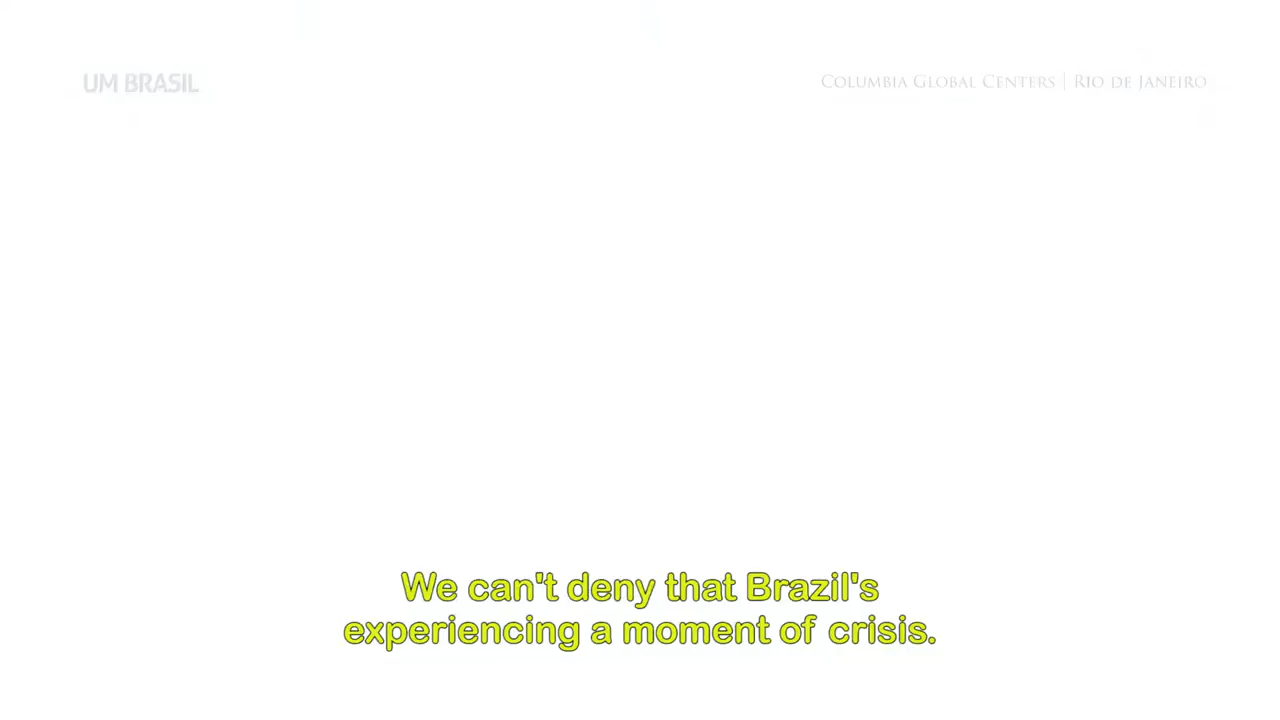 UM BRASIL
COLUMBIA GLOBAL CENTERS | RIO DE JANEIRO
We can't deny that Brazil's
experiencing a moment of crisis.